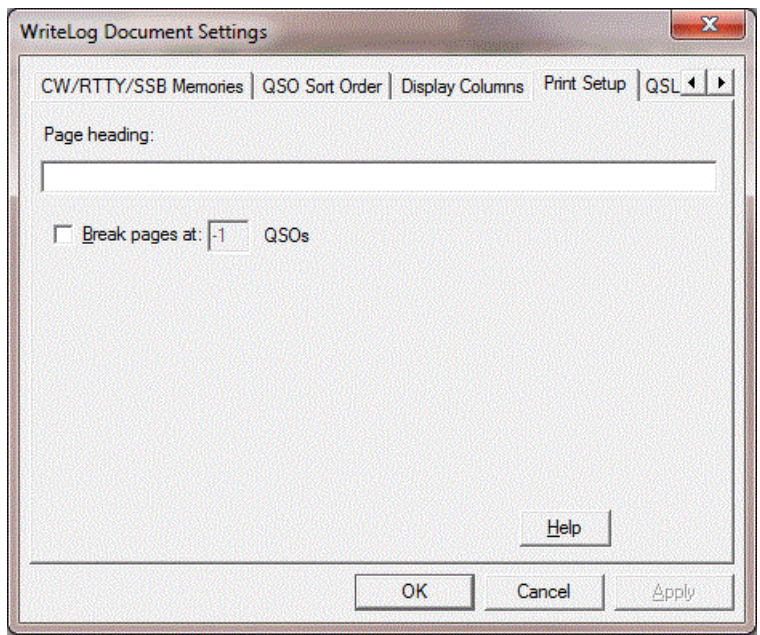 WriteLog Document Settings
CW/RTTY/SSB Memories QSO Sort Order Display Columns Print Setup QSL
Page heading:
Break pages at: -1 QSOs
Help
OK Cancel Apply